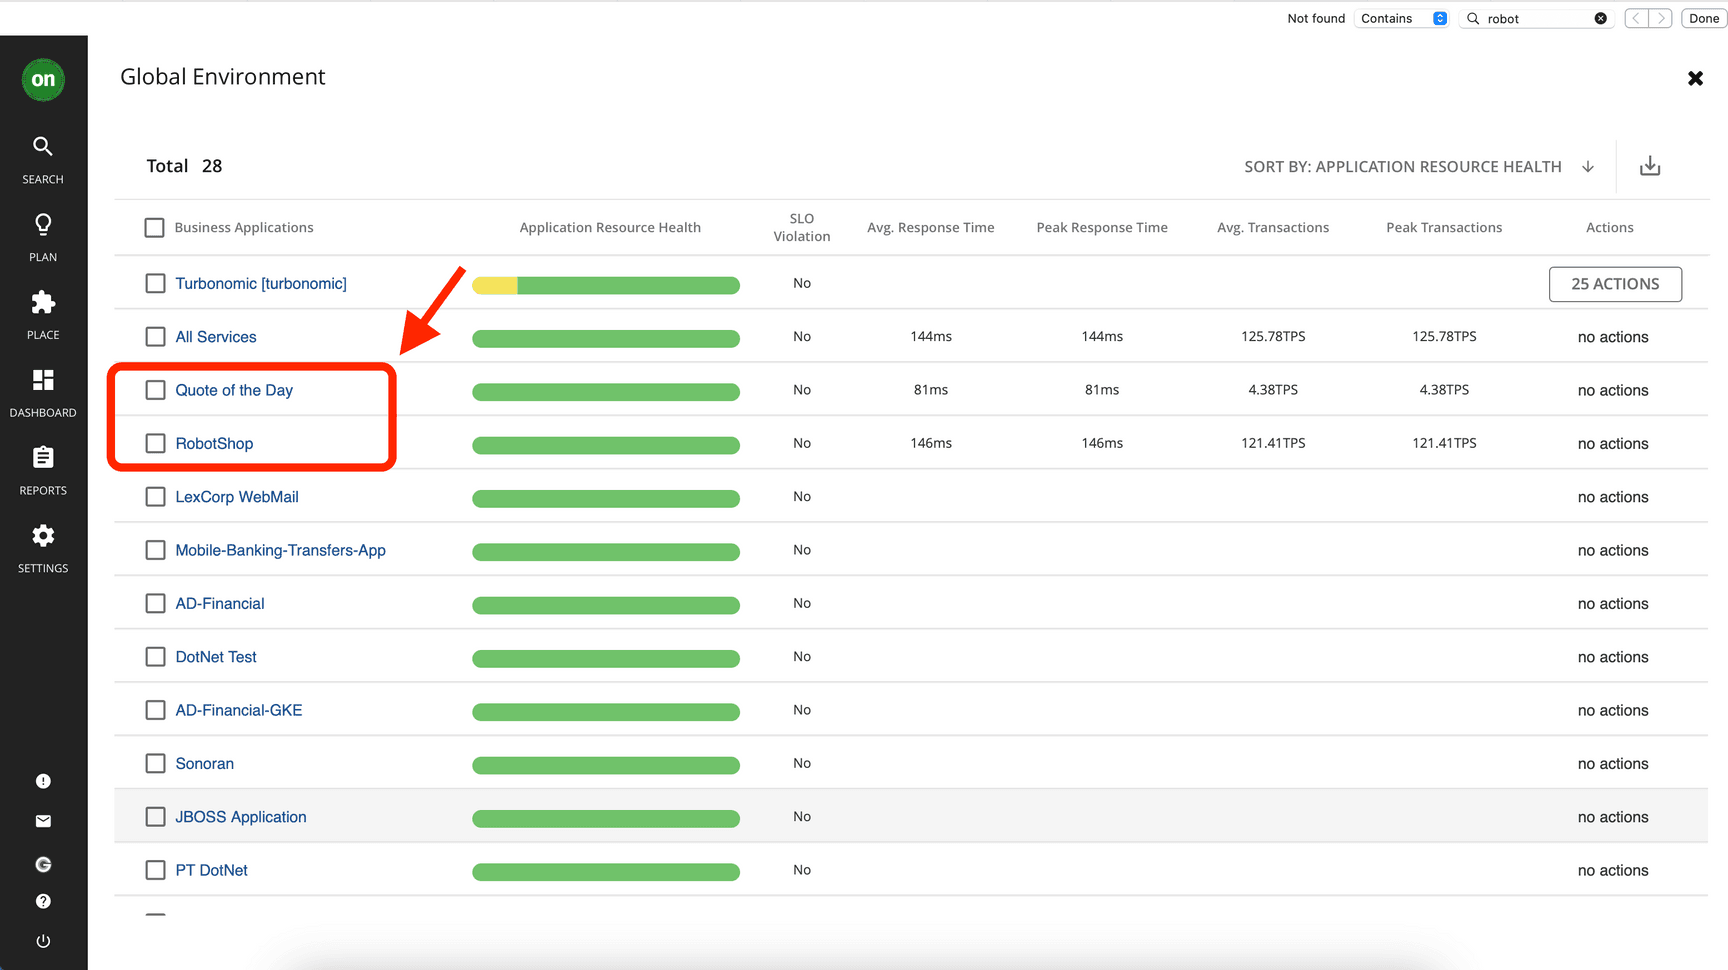 Not found Contains robot Done
on
Global Environment
SEARCH
PLAN
PLACE
DASHBOARD
REPORTS
SETTINGS
Total 28
SORT BY: APPLICATION RESOURCE HEALTH
Business Applications Application Resource Health SLO Violation Avg. Response Time Peak Response Time Avg. Transactions Peak Transactions Actions
Turbonomic [turbonomic] No 25 ACTIONS
All Services No 144ms 144ms 125.78TPS 125.78TPS no actions
Quote of the Day No 81ms 81ms 4.38TPS 4.38TPS no actions
RobotShop No 146ms 146ms 121.41TPS 121.41TPS no actions
LexCorp WebMail No no actions
Mobile-Banking-Transfers-App No no actions
AD-Financial No no actions
DotNet Test No no actions
AD-Financial-GKE No no actions
Sonoran No no actions
JBOSS Application No no actions
PT DotNet No no actions